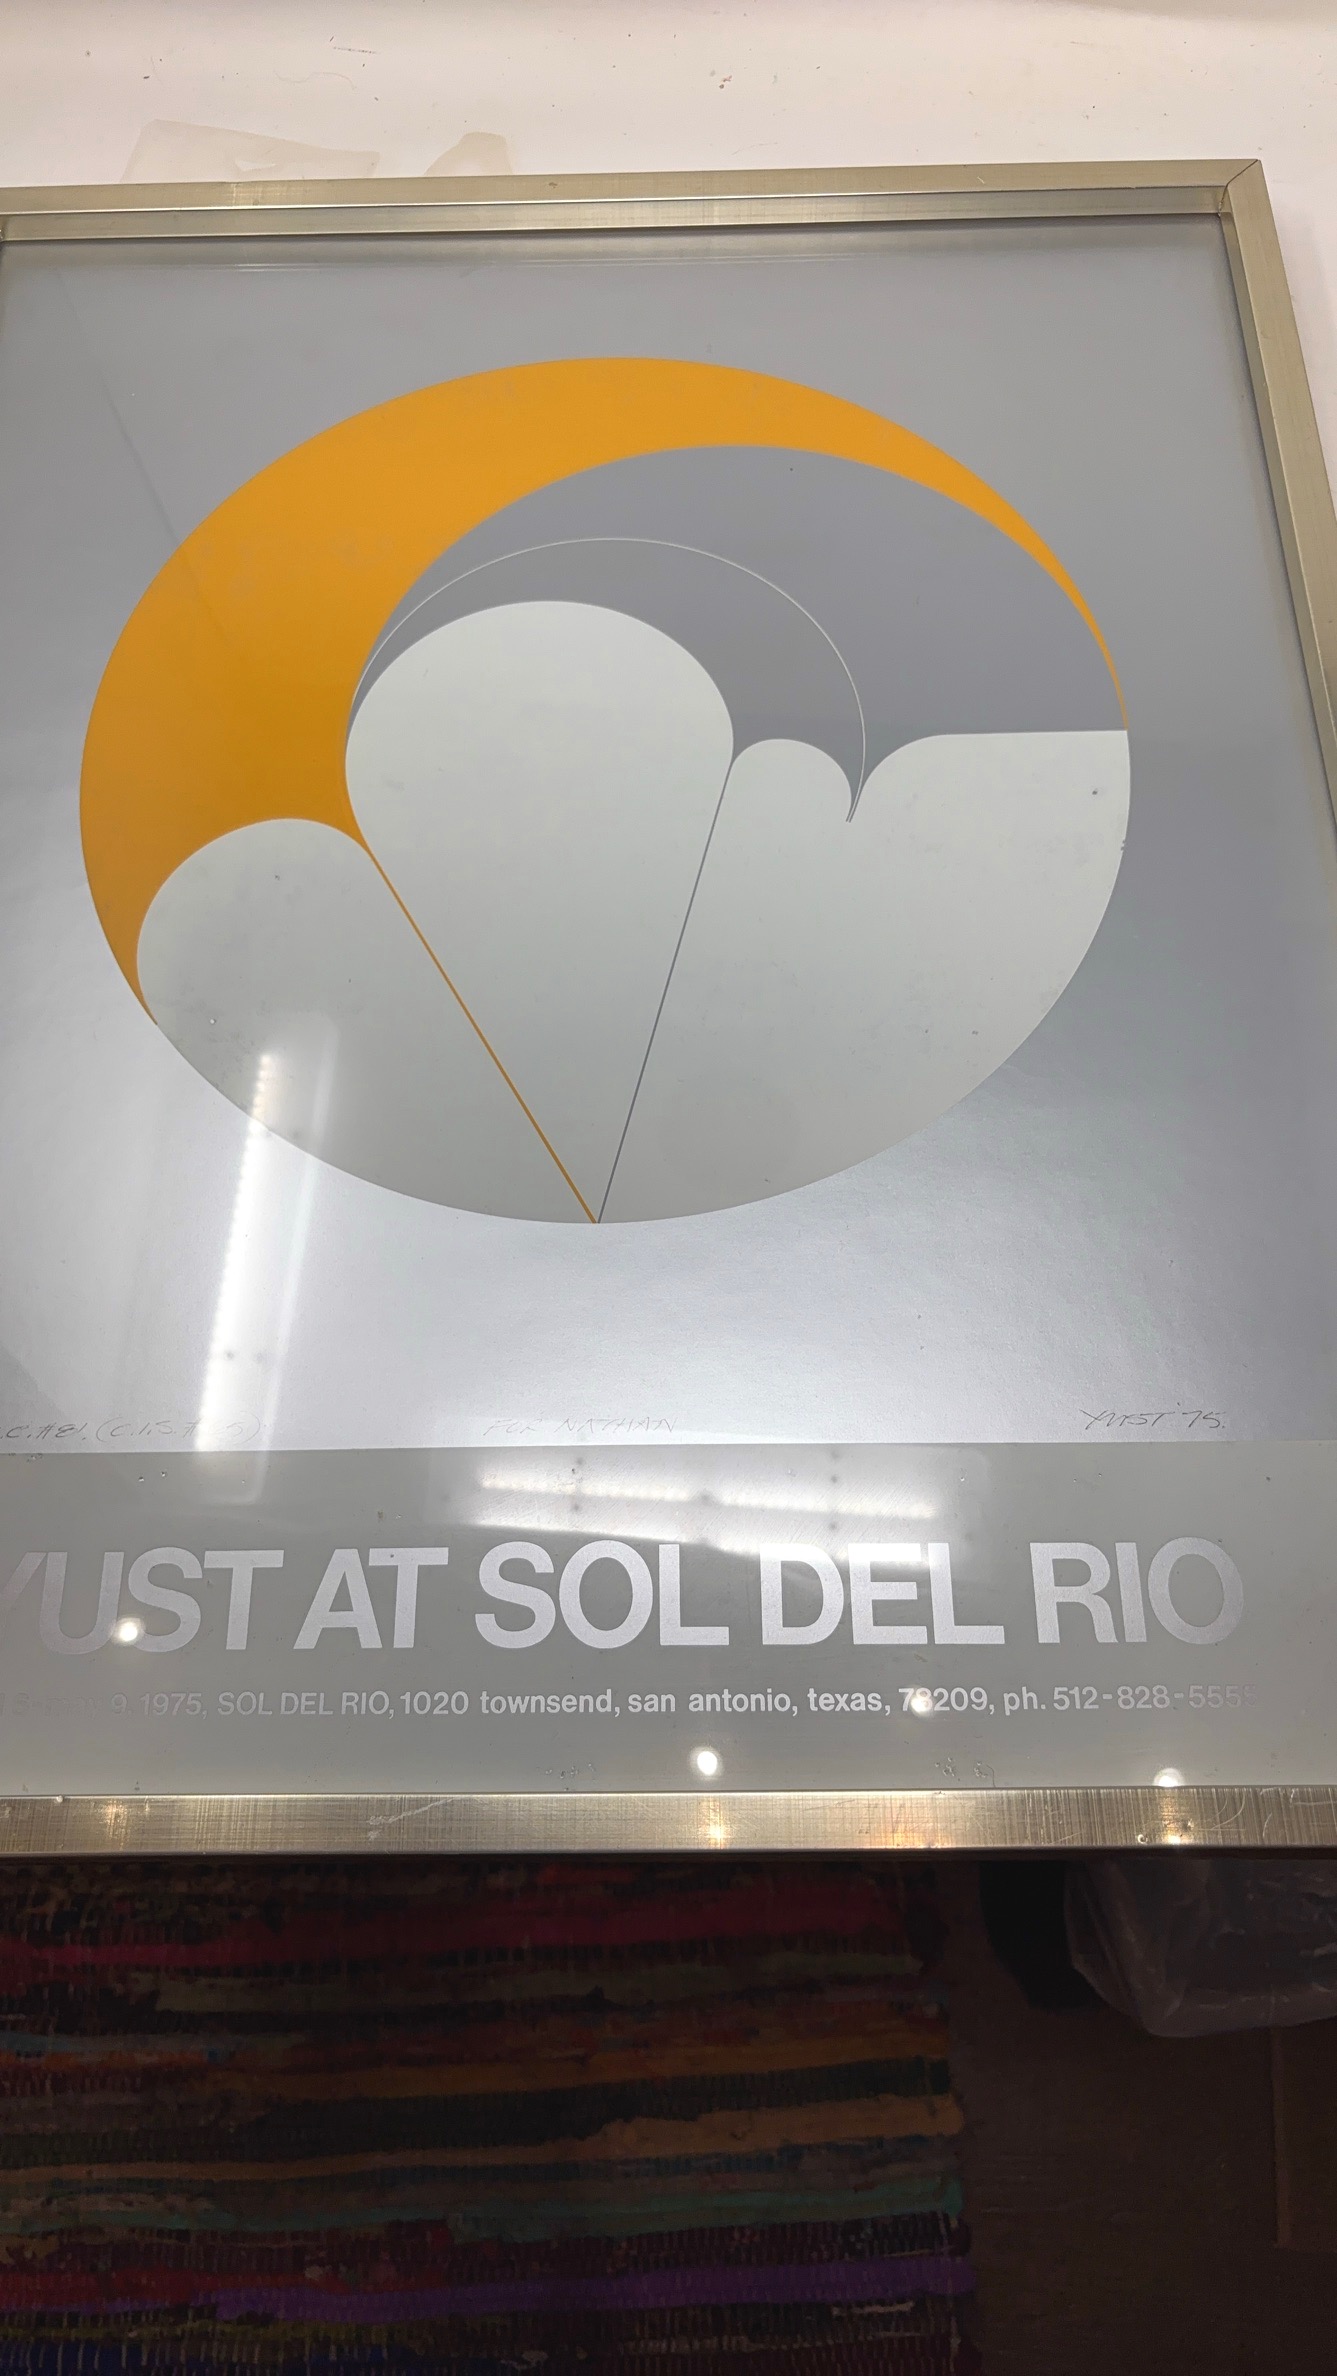 FOR NATHAN
YUST '75.
YUST AT SOL DEL RIO
9, 1975, SOL DEL RIO, 1020 townsend, san antonio, texas, 78209, ph. 512-828-5555